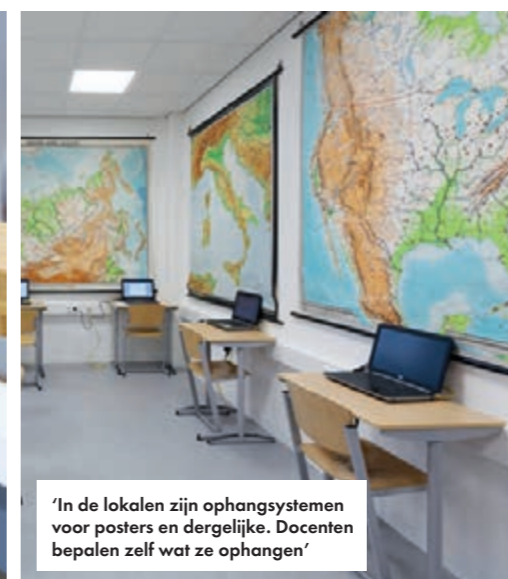 ‘In de lokalen zijn ophangsystemen
voor posters en dergelijke. Docenten
bepalen zelf wat ze ophangen’